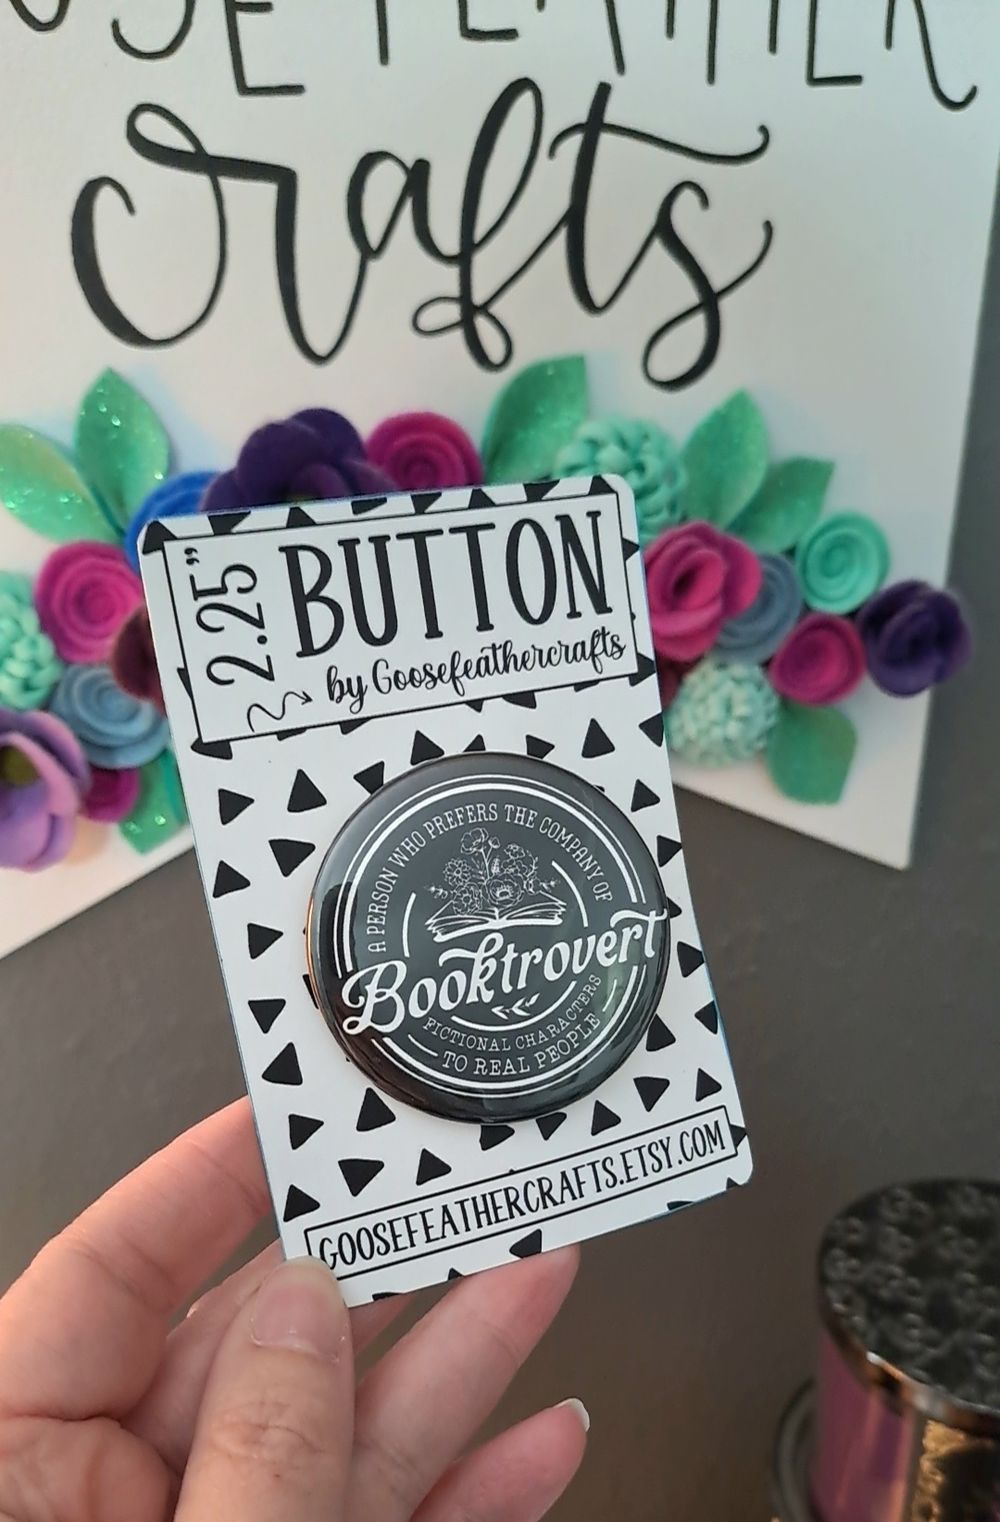 Crafts
2.25"
BUTTON
by Goosefeathercrafts
A PERSON WHO PREFERS THE COMPANY OF
Booktrovert
FICTIONAL CHARACTERS
TO REAL PEOPLE
GOOSEFEATHERCRAFTS.ETSY.COM